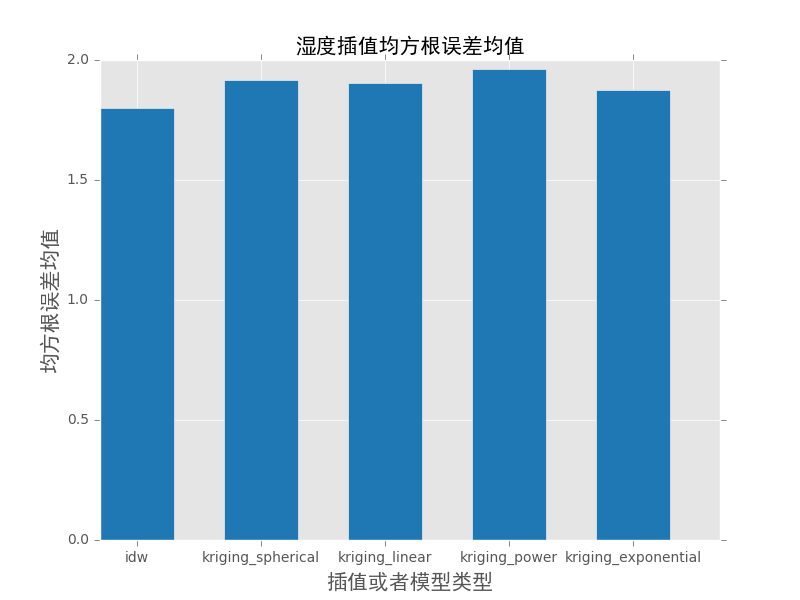 湿度插值均方根误差均值
均方根误差均值
2.0
1.5
1.0
0.5
0.0
idw kriging_spherical kriging_linear kriging_power kriging_exponential
插值或者模型类型